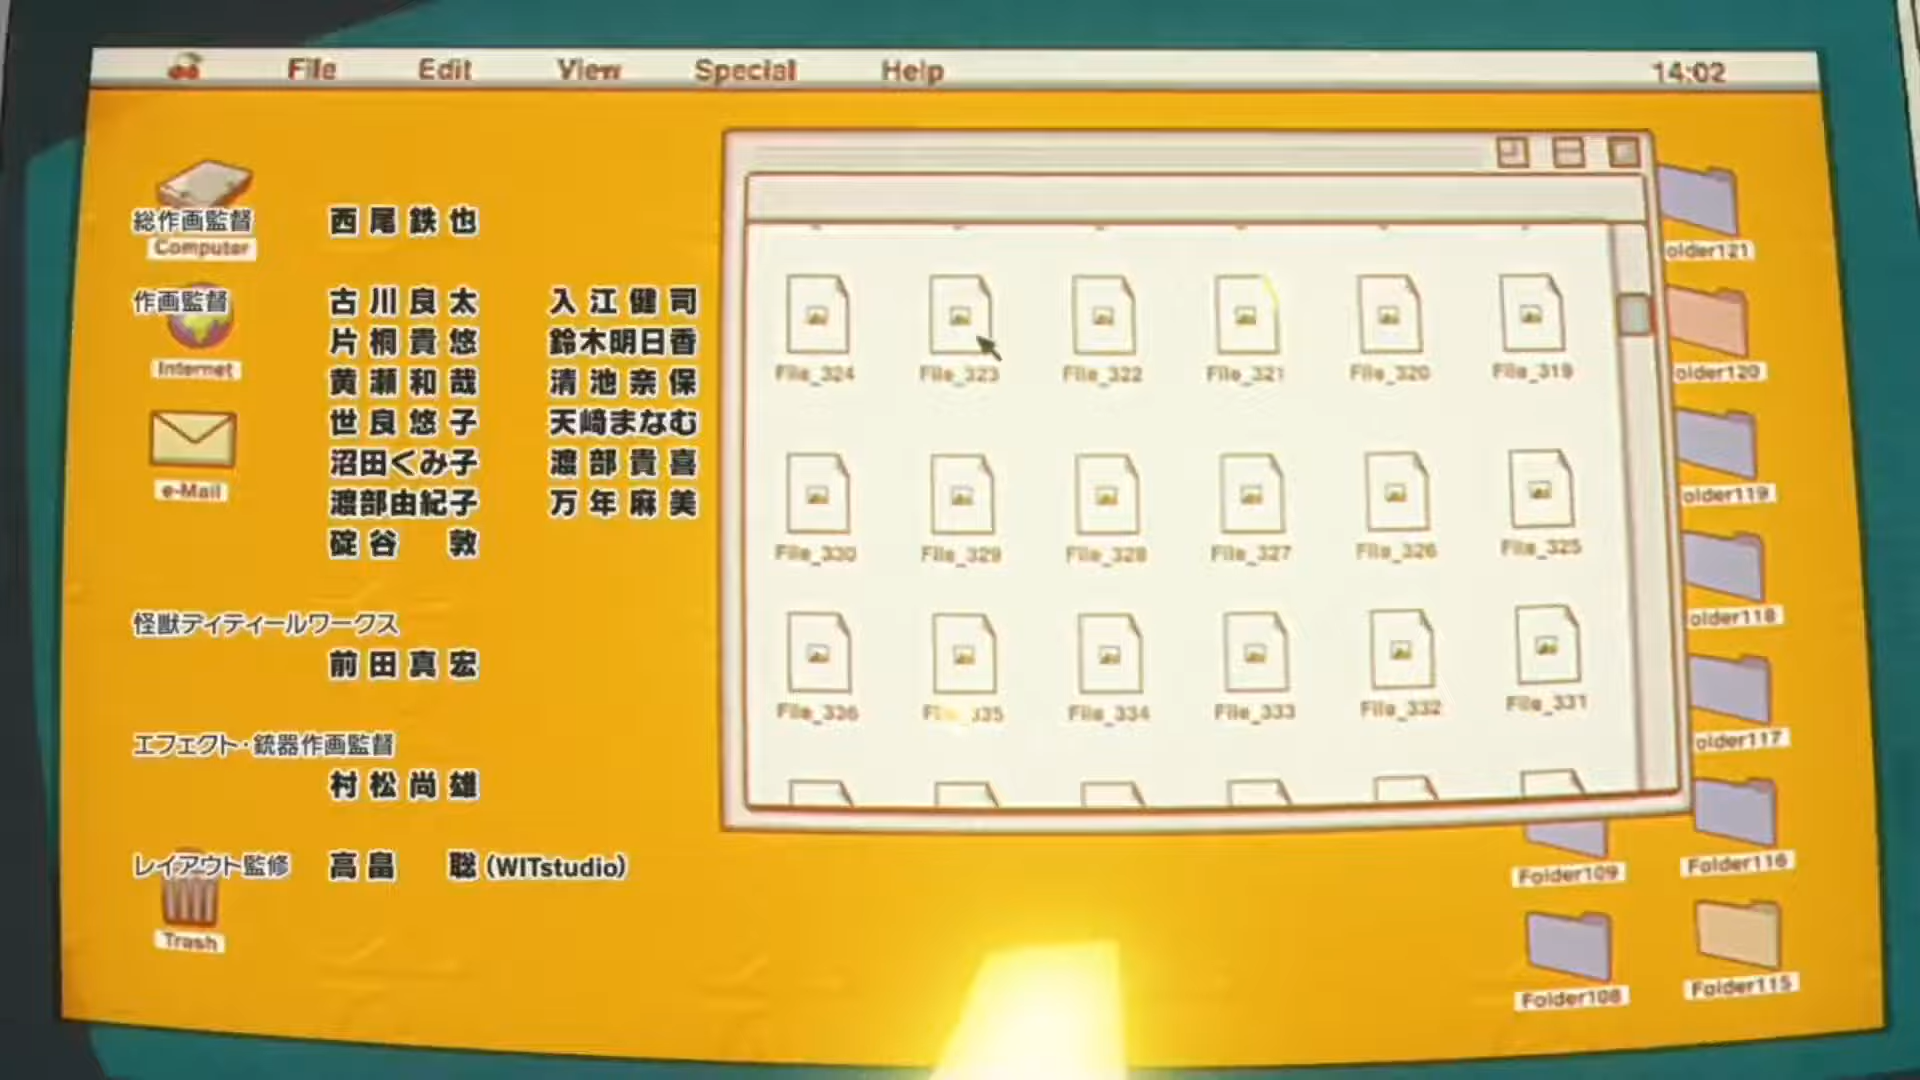 File Edit View Special Help 14:02
総作画監督 西尾鉄也
Computer
作画監督
古川良太 入江健司
片桐貴悠 鈴木明日香
黄瀬和哉 清池奈保
世良悠子 天﨑まなむ
沼田くみ子 渡部貴喜
渡部由紀子 万年麻美
碇谷 敦
Internet
e-Mail
怪獣ディティールワークス
前田真宏
エフェクト・銃器作画監督
村松尚雄
レイアウト監修 高畠 聡(WITstudio)
Trash
File_324 File_323 File_322 File_321 File_320 File_319
File_330 File_329 File_328 File_327 File_326 File_325
File_336 File_335 File_334 File_333 File_332 File_331
older121
older120
older119
older118
older117
Folder109 Folder116
Folder108 Folder115